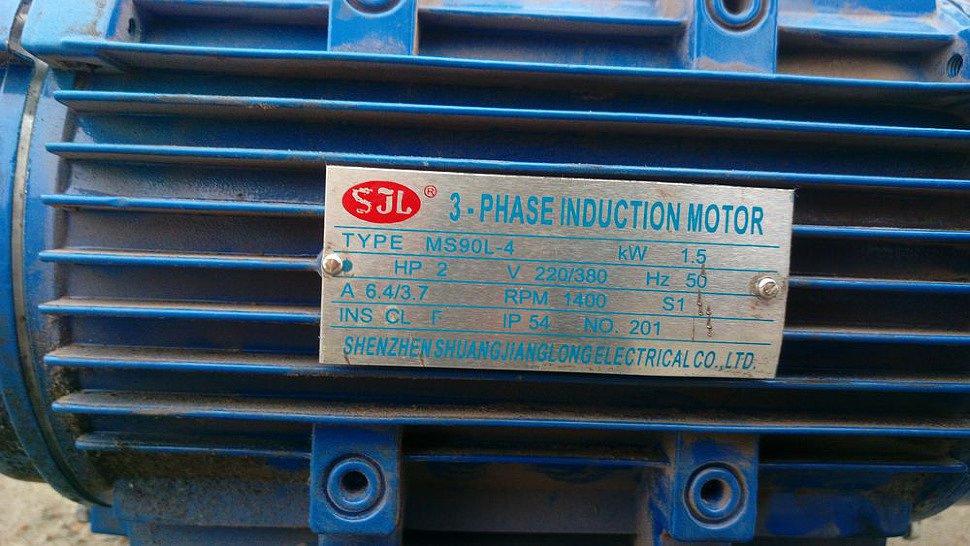 SJL ® 3-PHASE INDUCTION MOTOR
TYPE MS90L-4 kW 1.5
HP 2 V 220/380 Hz 50
A 6.4/3.7 RPM 1400 S1
INS CL F IP 54 NO. 201
SHENZHEN SHUANGJIANGLONG ELECTRICAL CO., LTD.